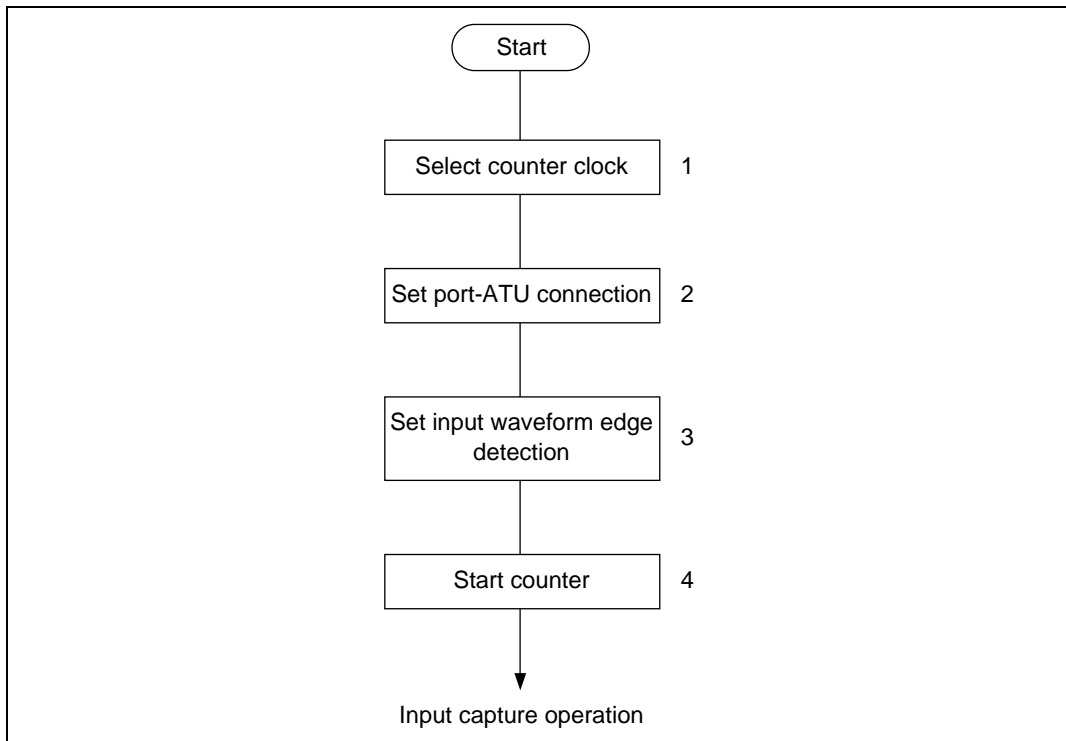 Start
Select counter clock 1
Set port-ATU connection 2
Set input waveform edge
detection
3
Start counter 4
Input capture operation